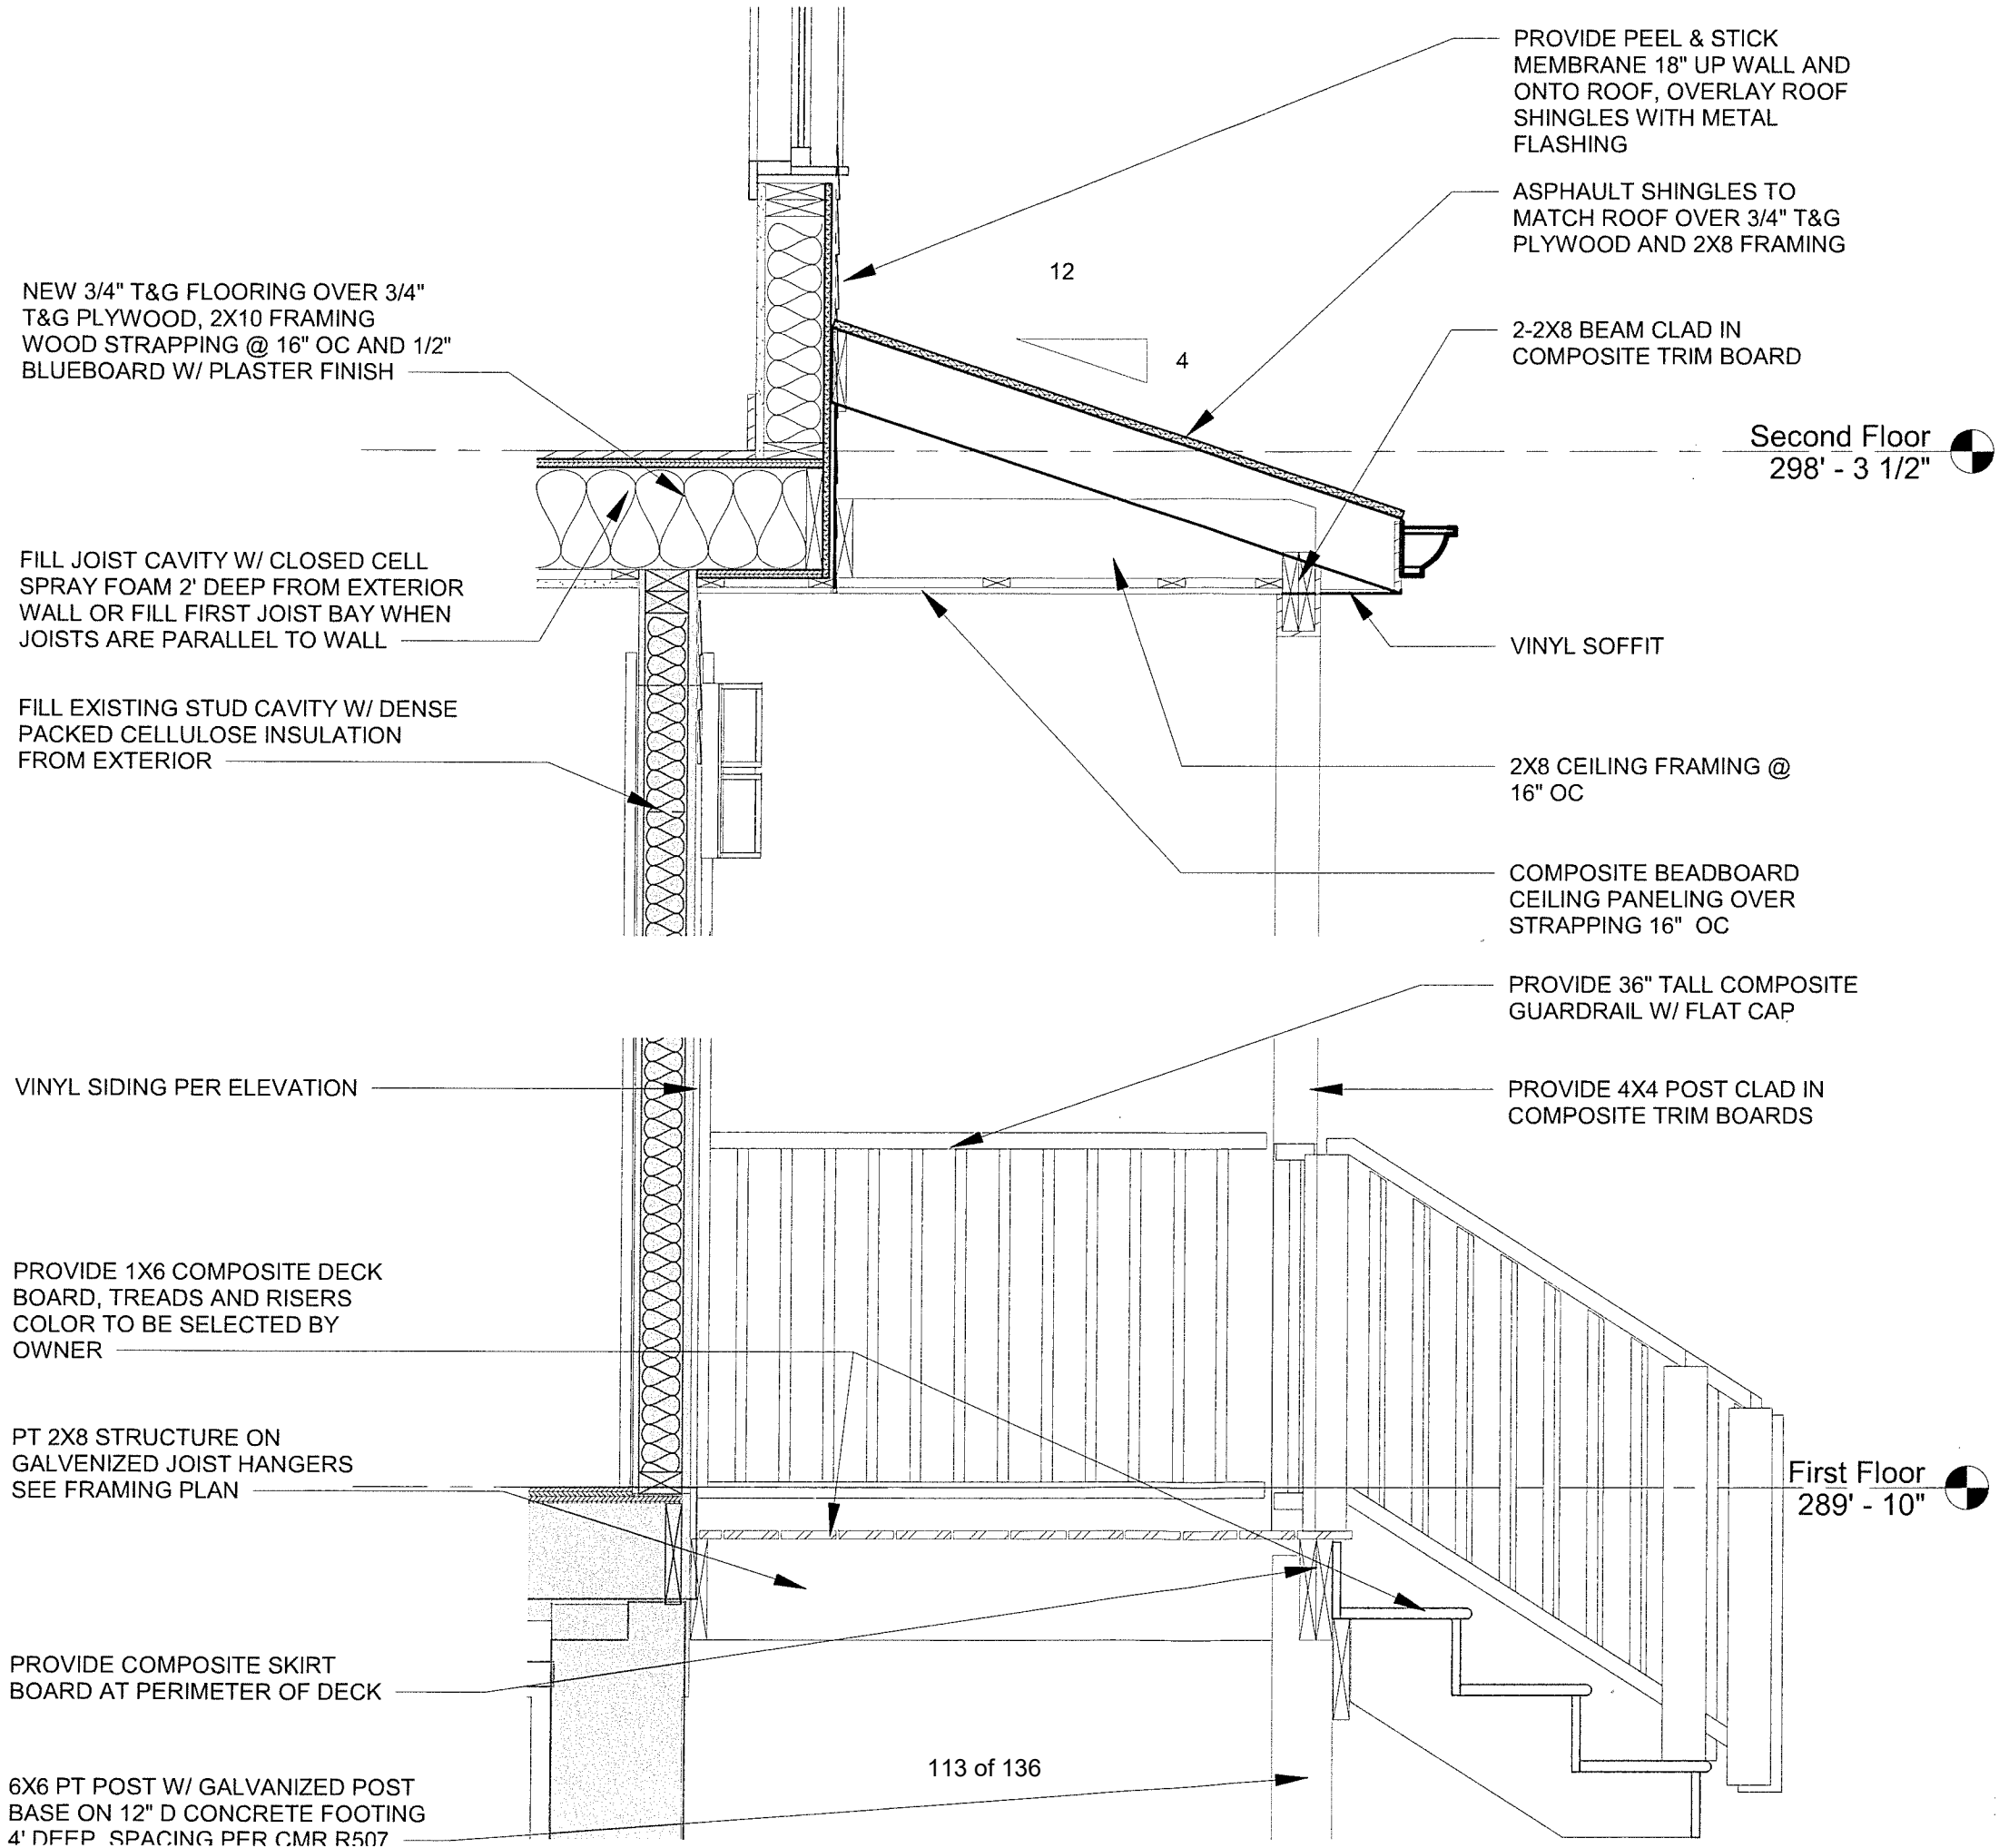 PROVIDE PEEL & STICK
MEMBRANE 18" UP WALL AND
ONTO ROOF, OVERLAY ROOF
SHINGLES WITH METAL
FLASHING
ASPHAULT SHINGLES TO
MATCH ROOF OVER 3/4" T&G
PLYWOOD AND 2X8 FRAMING
12
4
NEW 3/4" T&G FLOORING OVER 3/4"
T&G PLYWOOD, 2X10 FRAMING
WOOD STRAPPING @ 16" OC AND 1/2"
BLUEBOARD W/ PLASTER FINISH
2-2X8 BEAM CLAD IN
COMPOSITE TRIM BOARD
Second Floor
298' - 3 1/2"
FILL JOIST CAVITY W/ CLOSED CELL
SPRAY FOAM 2' DEEP FROM EXTERIOR
WALL OR FILL FIRST JOIST BAY WHEN
JOISTS ARE PARALLEL TO WALL
VINYL SOFFIT
FILL EXISTING STUD CAVITY W/ DENSE
PACKED CELLULOSE INSULATION
FROM EXTERIOR
2X8 CEILING FRAMING @
16" OC
COMPOSITE BEADBOARD
CEILING PANELING OVER
STRAPPING 16" OC
PROVIDE 36" TALL COMPOSITE
GUARDRAIL W/ FLAT CAP
VINYL SIDING PER ELEVATION
PROVIDE 4X4 POST CLAD IN
COMPOSITE TRIM BOARDS
PROVIDE 1X6 COMPOSITE DECK
BOARD, TREADS AND RISERS
COLOR TO BE SELECTED BY
OWNER
PT 2X8 STRUCTURE ON
GALVENIZED JOIST HANGERS
SEE FRAMING PLAN
First Floor
289' - 10"
PROVIDE COMPOSITE SKIRT
BOARD AT PERIMETER OF DECK
113 of 136
6X6 PT POST W/ GALVANIZED POST
BASE ON 12" D CONCRETE FOOTING
4' DEEP, SPACING PER CMR R507